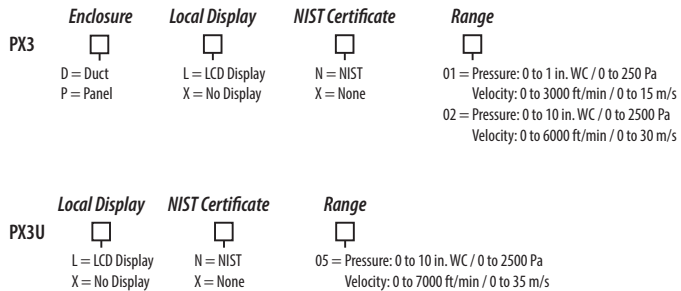 Enclosure Local Display NIST Certificate Range
PX3
D = Duct L = LCD Display N = NIST 01 = Pressure: 0 to 1 in. WC / 0 to 250 Pa
P = Panel X = No Display X = None Velocity: 0 to 3000 ft/min / 0 to 15 m/s
02 = Pressure: 0 to 10 in. WC / 0 to 2500 Pa
Velocity: 0 to 6000 ft/min / 0 to 30 m/s
Local Display NIST Certificate Range
PX3U
L = LCD Display N = NIST 05 = Pressure: 0 to 10 in. WC / 0 to 2500 Pa
X = No Display X = None Velocity: 0 to 7000 ft/min / 0 to 35 m/s